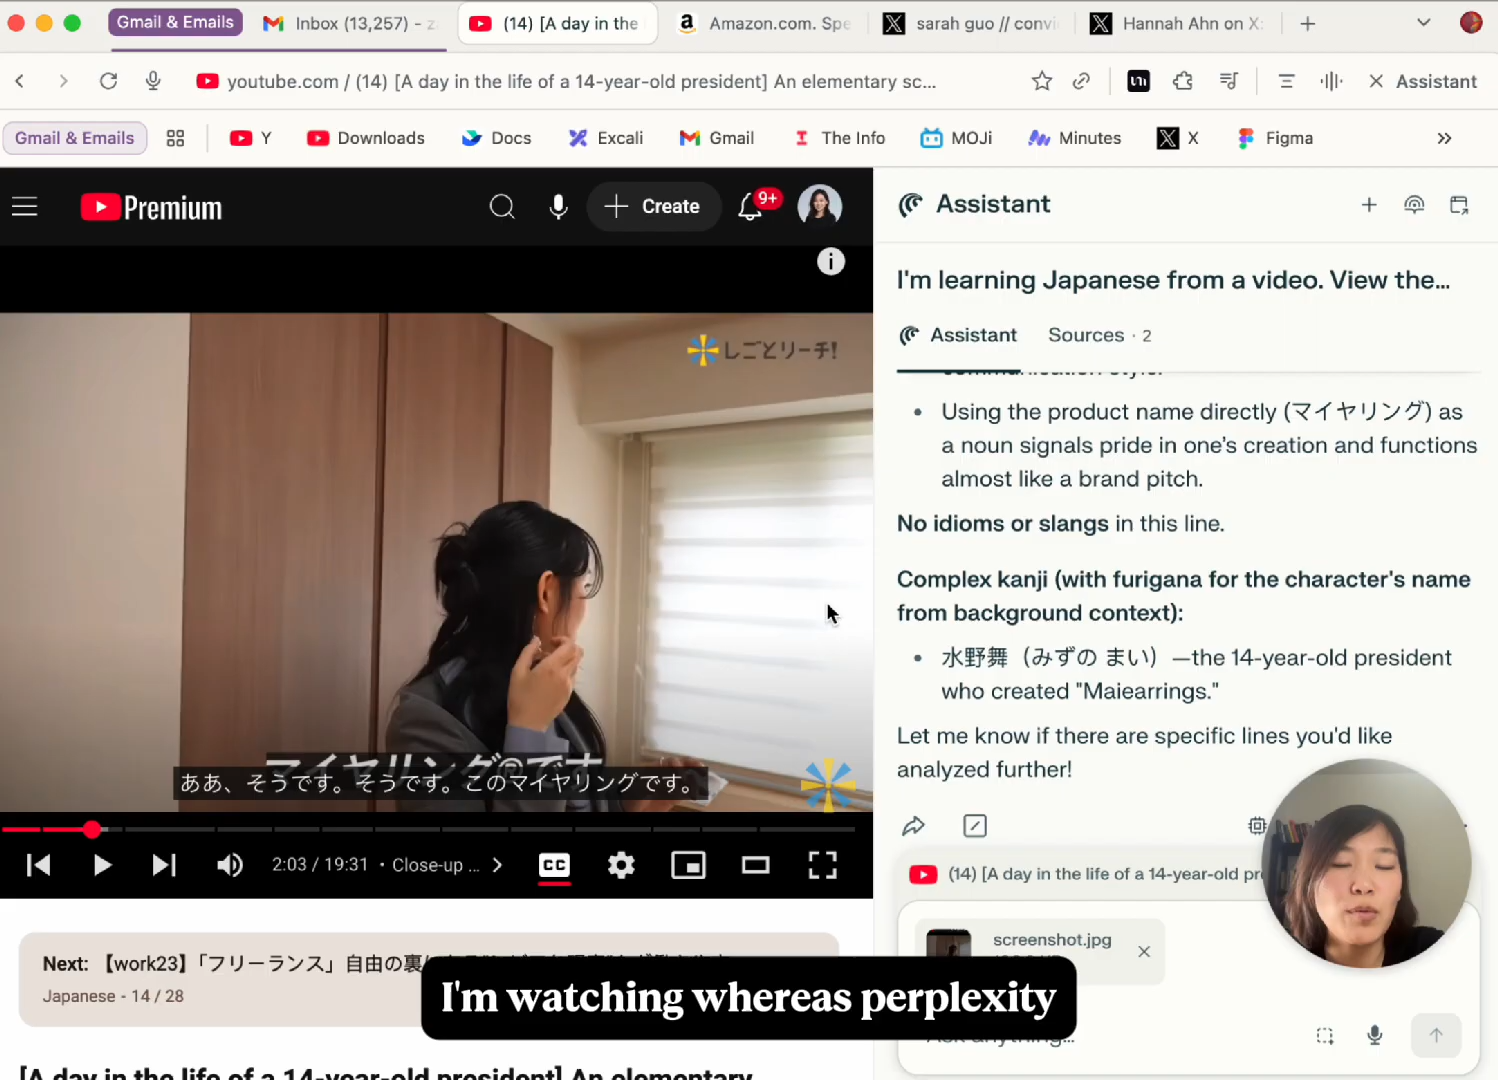 Gmail & Emails
Inbox (13,257) - z
(14) [A day in the
Amazon.com. Spe
sarah guo // convi
Hannah Ahn on X:
youtube.com / (14) [A day in the life of a 14-year-old president] An elementary sc...
Assistant
Gmail & Emails
Y
Downloads
Docs
Excali
Gmail
The Info
MOJi
Minutes
X
Figma
Premium
Create
9+
しごとリーチ!
マイヤリング®です
ああ、そうです。そうです。このマイヤリングです。
2:03 / 19:31 • Close-up ...
CC
Next: 【work23】「フリーランス」自由の裏
Japanese - 14 / 28
[A day in the life of a 14-year-old president] An elementary
Assistant
I'm learning Japanese from a video. View the...
Assistant
Sources · 2
Using the product name directly (マイヤリング) as
a noun signals pride in one's creation and functions
almost like a brand pitch.
No idioms or slangs in this line.
Complex kanji (with furigana for the character's name
from background context):
水野舞（みずの まい）—the 14-year-old president
who created "Maiearrings."
Let me know if there are specific lines you'd like
analyzed further!
(14) [A day in the life of a 14-year-old pr
screenshot.jpg
I'm watching whereas perplexity